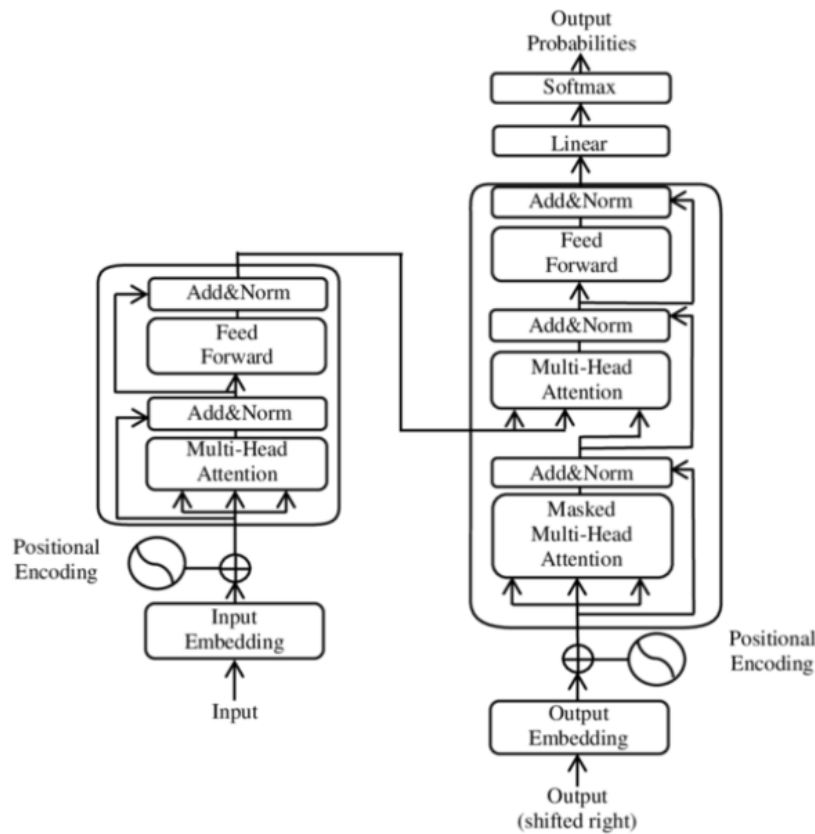 Output
Probabilities
Softmax
Linear
Add&Norm
Feed
Forward
Add&Norm
Multi-Head
Attention
Add&Norm
Masked
Multi-Head
Attention
Positional
Encoding
Output
Embedding
Output
(shifted right)
Add&Norm
Feed
Forward
Add&Norm
Multi-Head
Attention
Positional
Encoding
Input
Embedding
Input